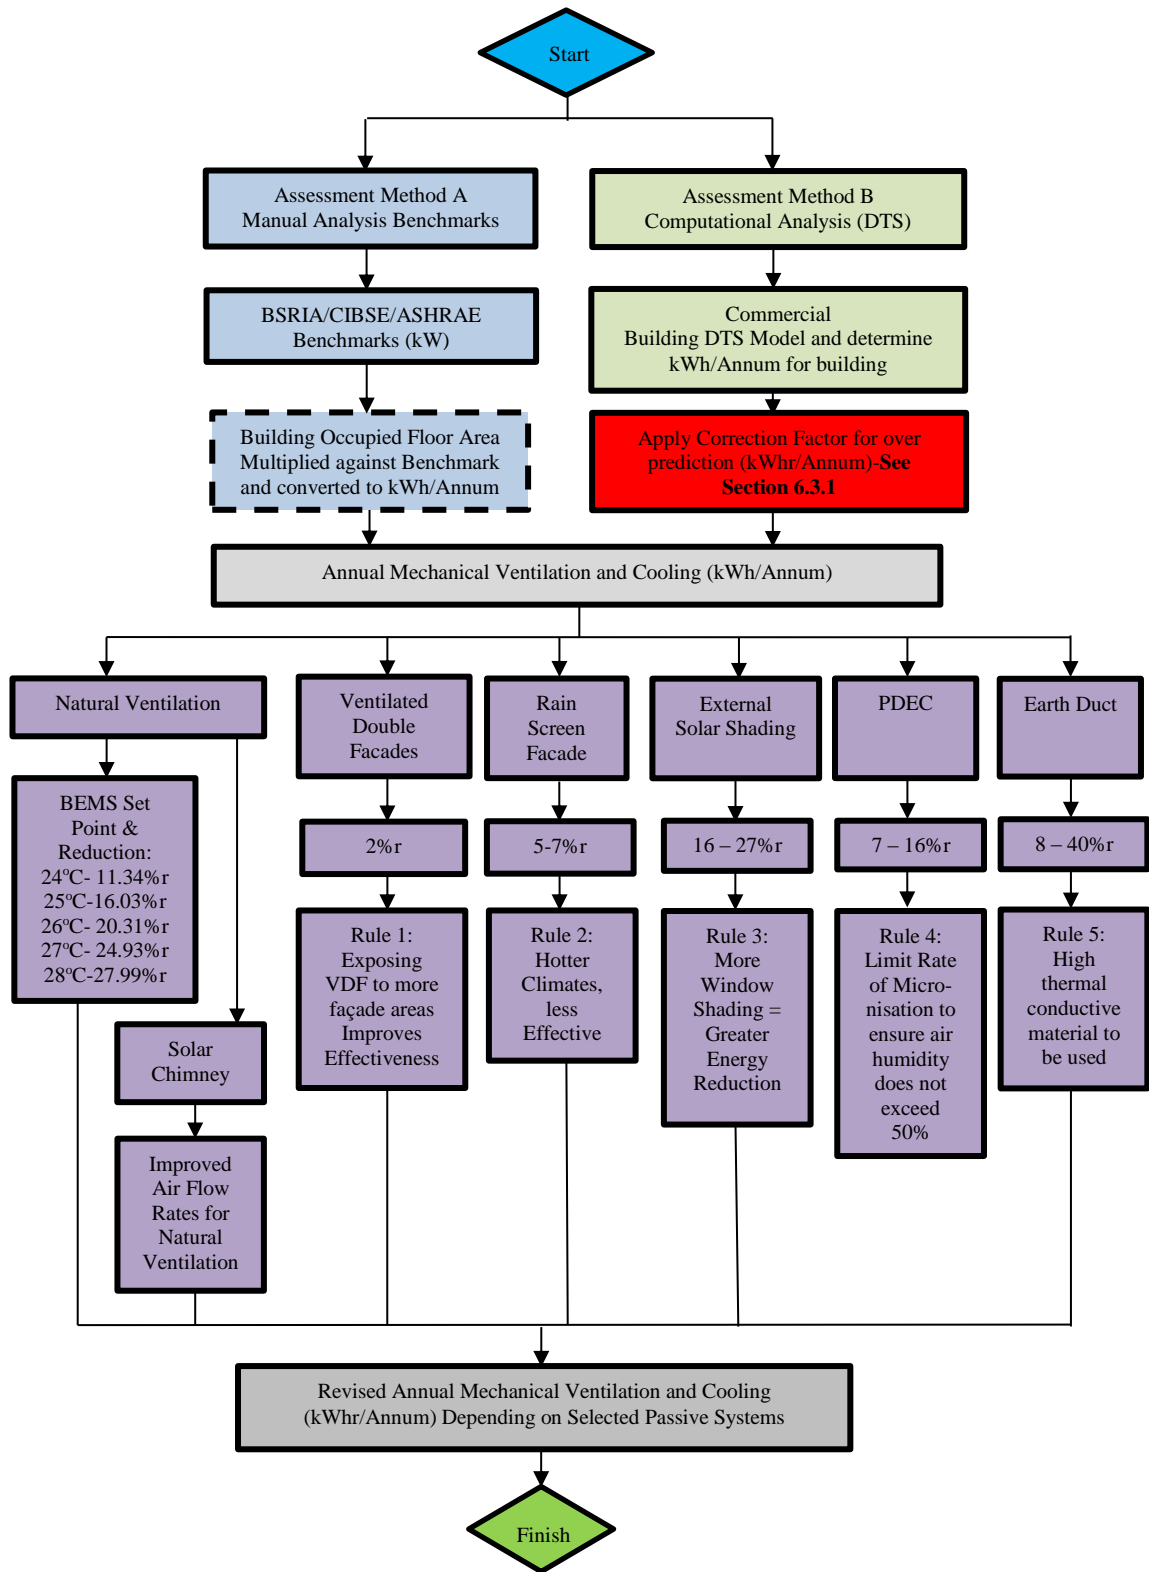 Start
Assessment Method A
Manual Analysis Benchmarks
Assessment Method B
Computational Analysis (DTS)
BSRIA/CIBSE/ASHRAE
Benchmarks (kW)
Commercial
Building DTS Model and determine
kWh/Annum for building
Building Occupied Floor Area
Multiplied against Benchmark
and converted to kWh/Annum
Apply Correction Factor for over
prediction (kWhr/Annum)-See
Section 6.3.1
Annual Mechanical Ventilation and Cooling (kWh/Annum)
Natural Ventilation
Ventilated
Double
Facades
Rain
Screen
Facade
External
Solar Shading
PDEC
Earth Duct
BEMS Set
Point &
Reduction:
24°C- 11.34%r
25°C-16.03%r
26°C- 20.31%r
27°C- 24.93%r
28°C-27.99%r
2%r
5-7%r
16 – 27%r
7 – 16%r
8 – 40%r
Rule 1:
Exposing
VDF to more
façade areas
Improves
Effectiveness
Rule 2:
Hotter
Climates,
less
Effective
Rule 3:
More
Window
Shading =
Greater
Energy
Reduction
Rule 4:
Limit Rate
of Micro-
nisation to
ensure air
humidity
does not
exceed
50%
Rule 5:
High
thermal
conductive
material to
be used
Solar
Chimney
Improved
Air Flow
Rates for
Natural
Ventilation
Revised Annual Mechanical Ventilation and Cooling
(kWhr/Annum) Depending on Selected Passive Systems
Finish